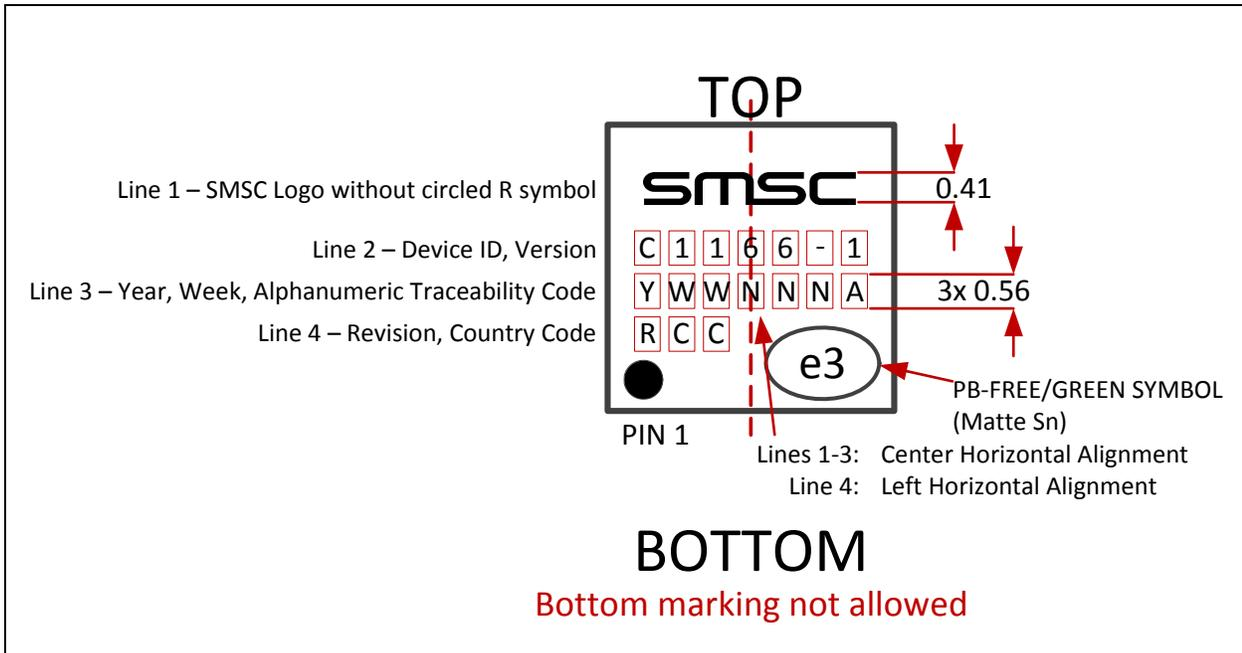 TOP
Line 1 – SMSC Logo without circled R symbol
smsc
0.41
Line 2 – Device ID, Version
C 1 1 6 6 - 1
Line 3 – Year, Week, Alphanumeric Traceability Code
Y W W N N N A
3x 0.56
Line 4 – Revision, Country Code
R C C
e3
PB-FREE/GREEN SYMBOL
(Matte Sn)
PIN 1
Lines 1-3: Center Horizontal Alignment
Line 4: Left Horizontal Alignment
BOTTOM
Bottom marking not allowed